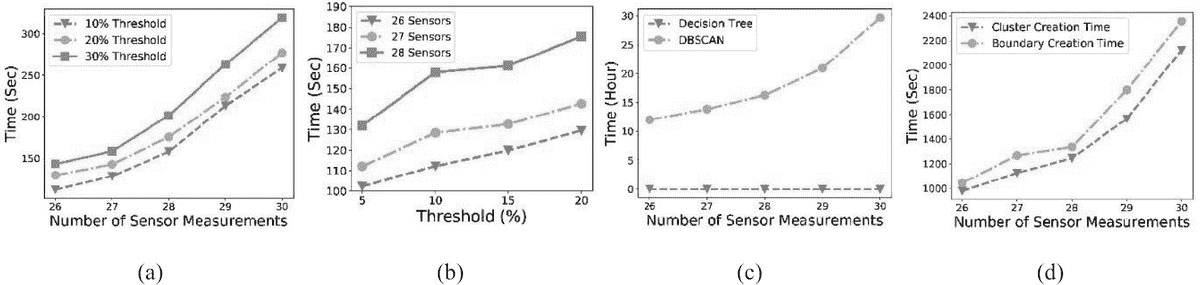 10% Threshold
20% Threshold
30% Threshold
300
250
200
150
Time (Sec)
26 27 28 29 30
Number of Sensor Measurements
(a)
26 Sensors
27 Sensors
28 Sensors
190
180
170
160
150
140
130
120
110
100
Time (Sec)
5 10 15 20
Threshold (%)
(b)
Decision Tree
DBSCAN
30
25
20
15
10
5
0
Time (Hour)
26 27 28 29 30
Number of Sensor Measurements
(c)
Cluster Creation Time
Boundary Creation Time
2400
2200
2000
1800
1600
1400
1200
1000
Time (Sec)
26 27 28 29 30
Number of Sensor Measurements
(d)